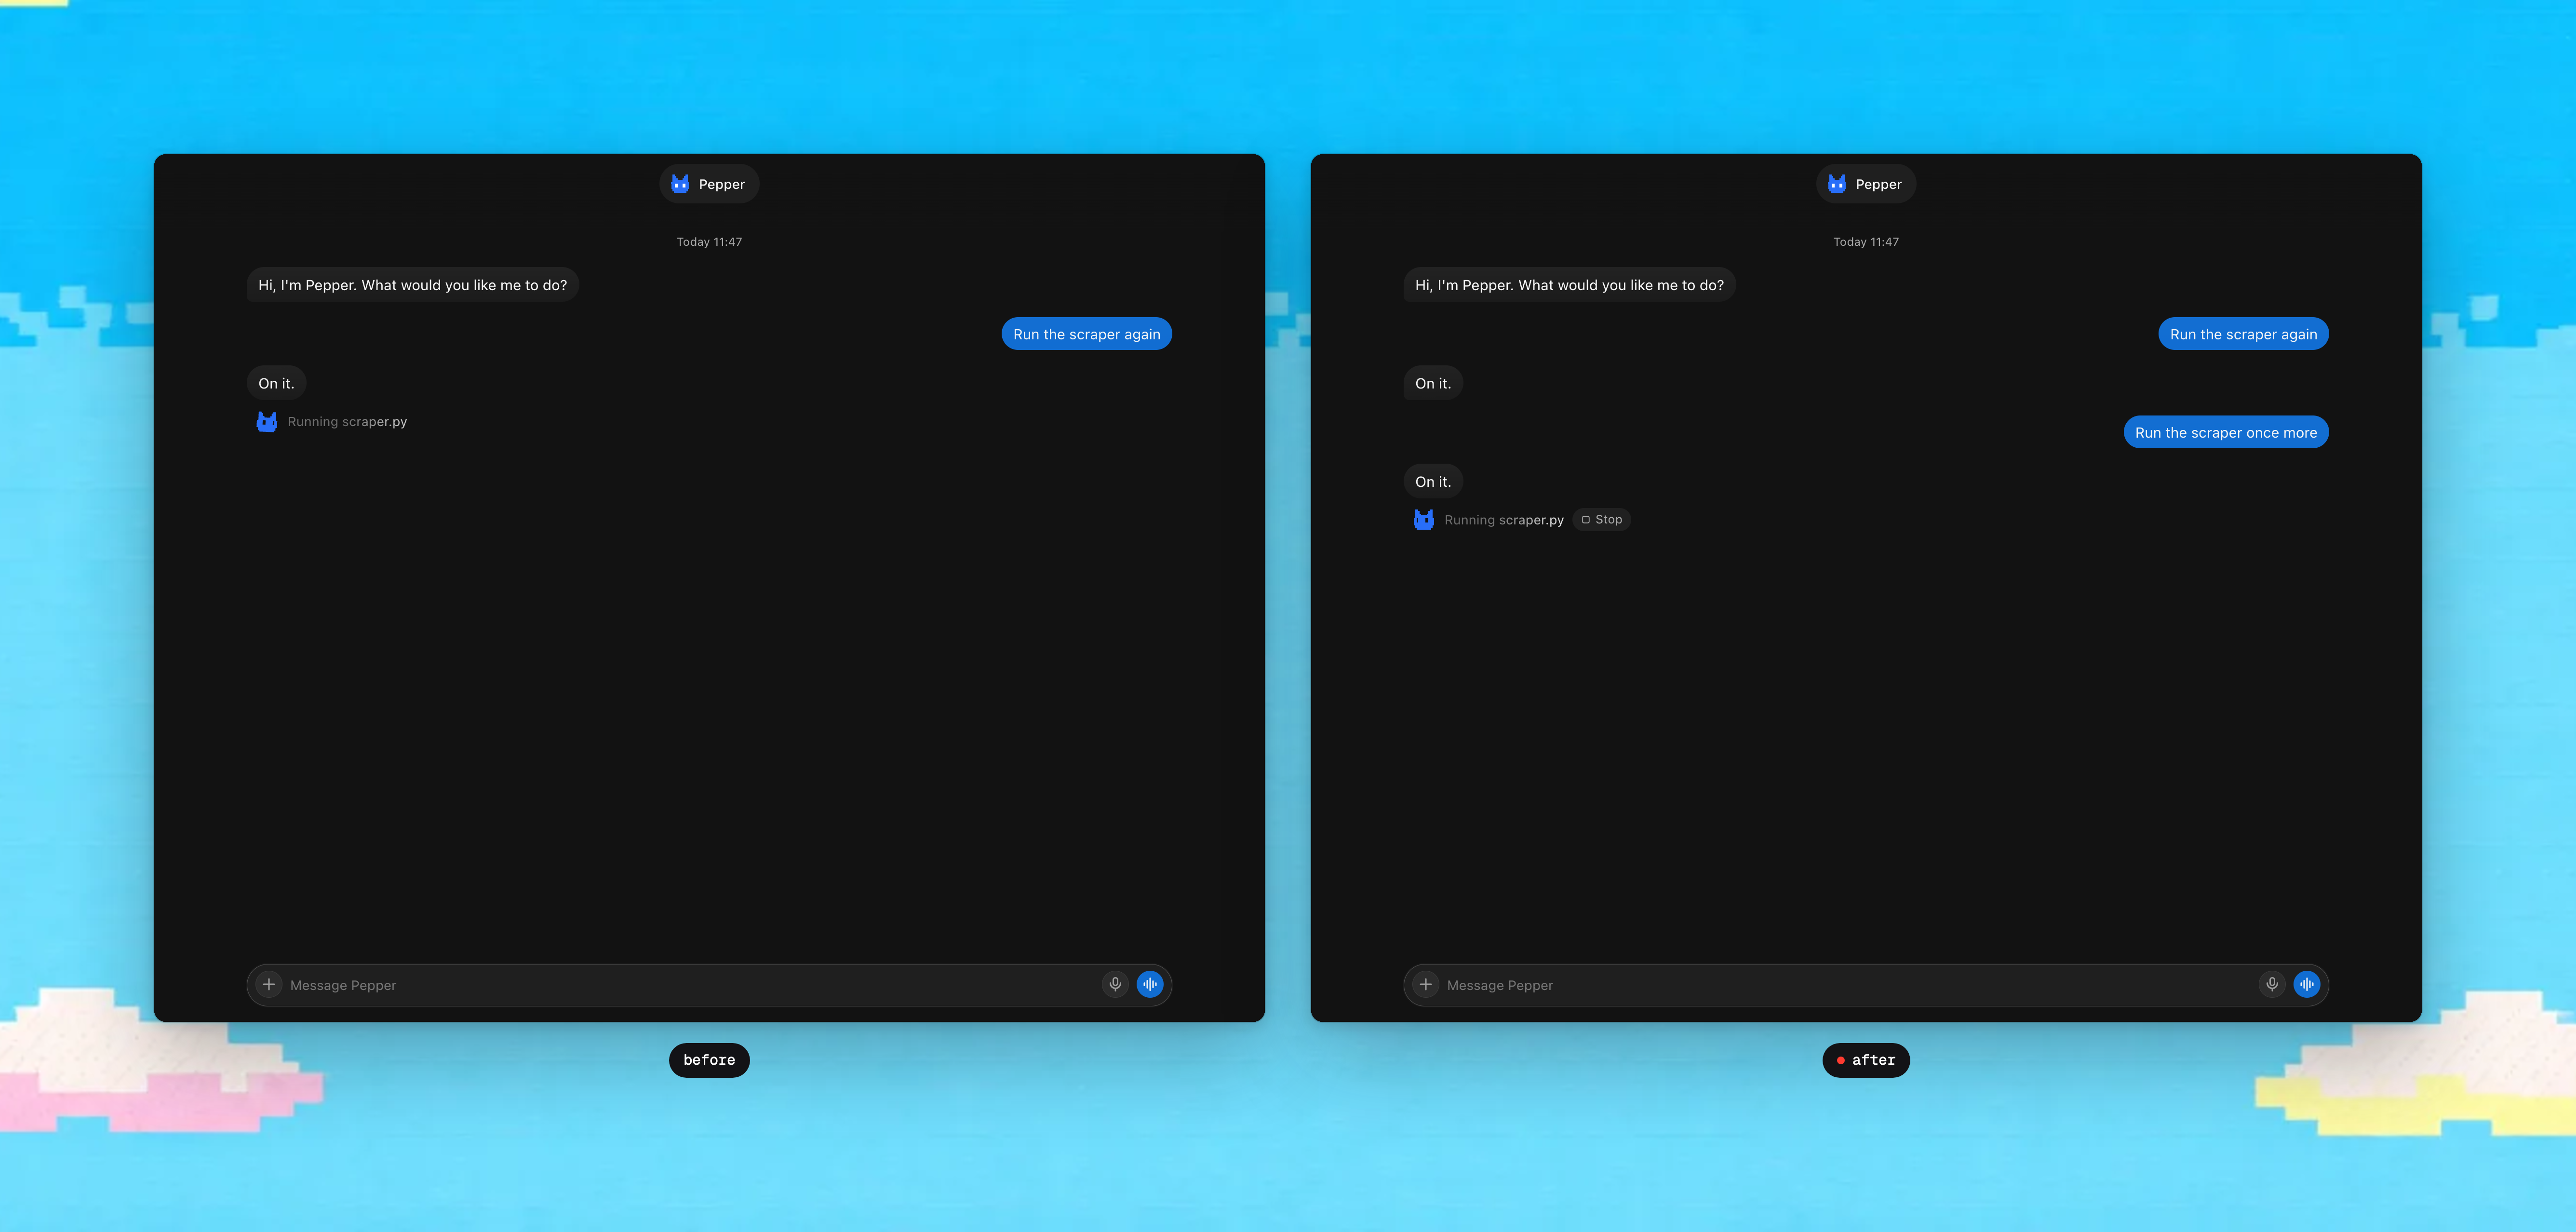 Pepper
Today 11:47
Hi, I'm Pepper. What would you like me to do?
Run the scraper again
On it.
Running scraper.py
Message Pepper
before
Pepper
Today 11:47
Hi, I'm Pepper. What would you like me to do?
Run the scraper again
On it.
Run the scraper once more
On it.
Running scraper.py Stop
Message Pepper
after